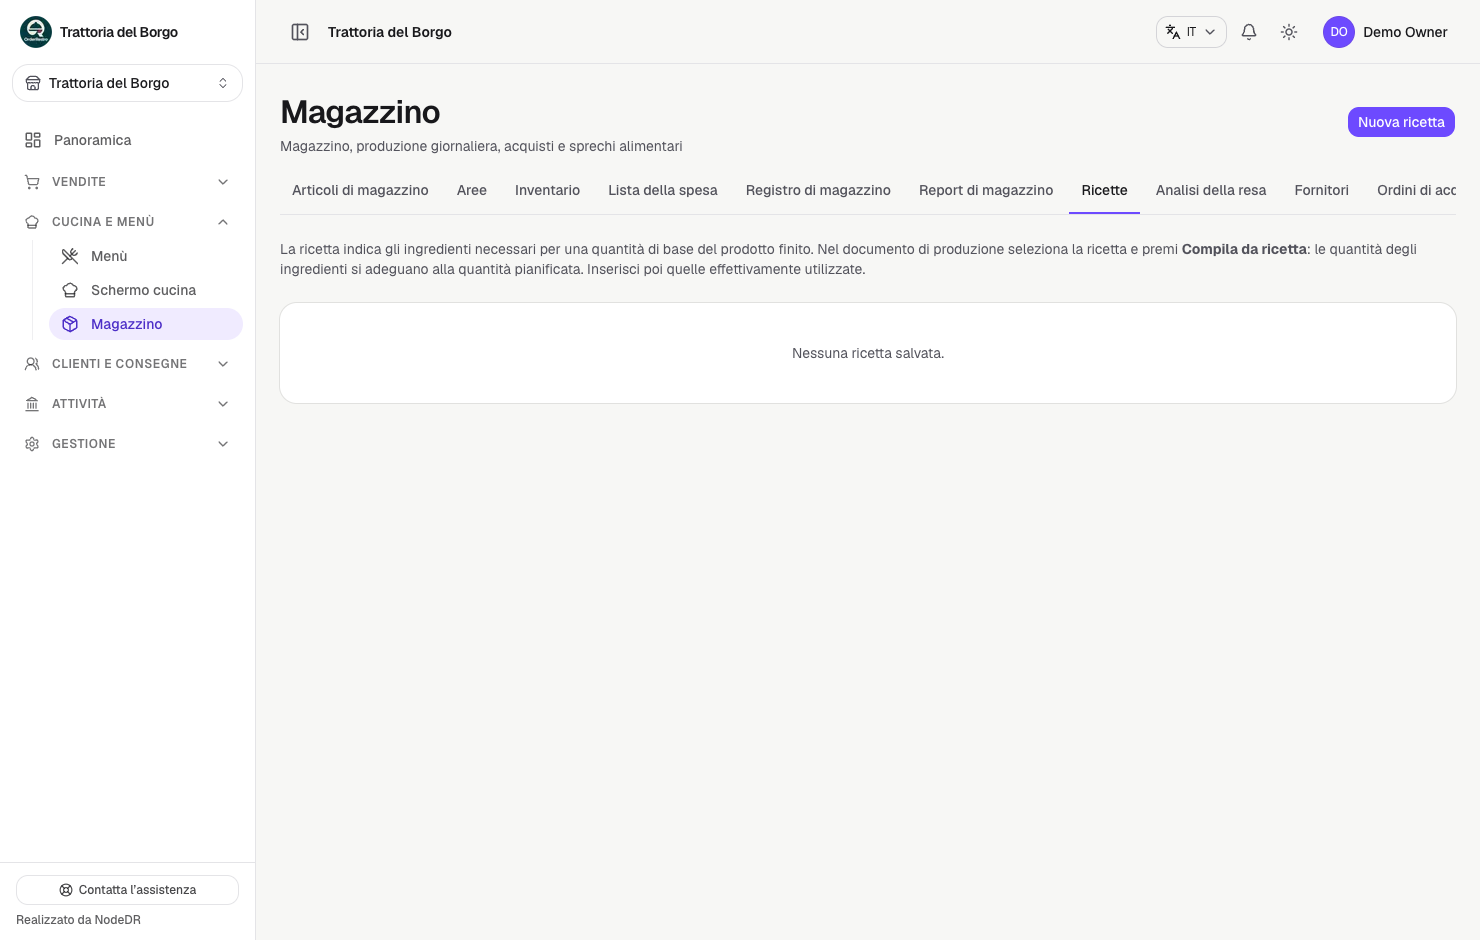 Trattoria del Borgo
Trattoria del Borgo
Panoramica
VENDITE
CUCINA E MENÙ
Menù
Schermo cucina
Magazzino
CLIENTI E CONSEGNE
ATTIVITÀ
GESTIONE
Contatta l'assistenza
Realizzato da NodeDR
Trattoria del Borgo
IT
DO
Demo Owner
Magazzino
Magazzino, produzione giornaliera, acquisti e sprechi alimentari
Nuova ricetta
Articoli di magazzino
Aree
Inventario
Lista della spesa
Registro di magazzino
Report di magazzino
Ricette
Analisi della resa
Fornitori
Ordini di acq
La ricetta indica gli ingredienti necessari per una quantità di base del prodotto finito. Nel documento di produzione seleziona la ricetta e premi Compila da ricetta: le quantità degli
ingredienti si adeguano alla quantità pianificata. Inserisci poi quelle effettivamente utilizzate.
Nessuna ricetta salvata.